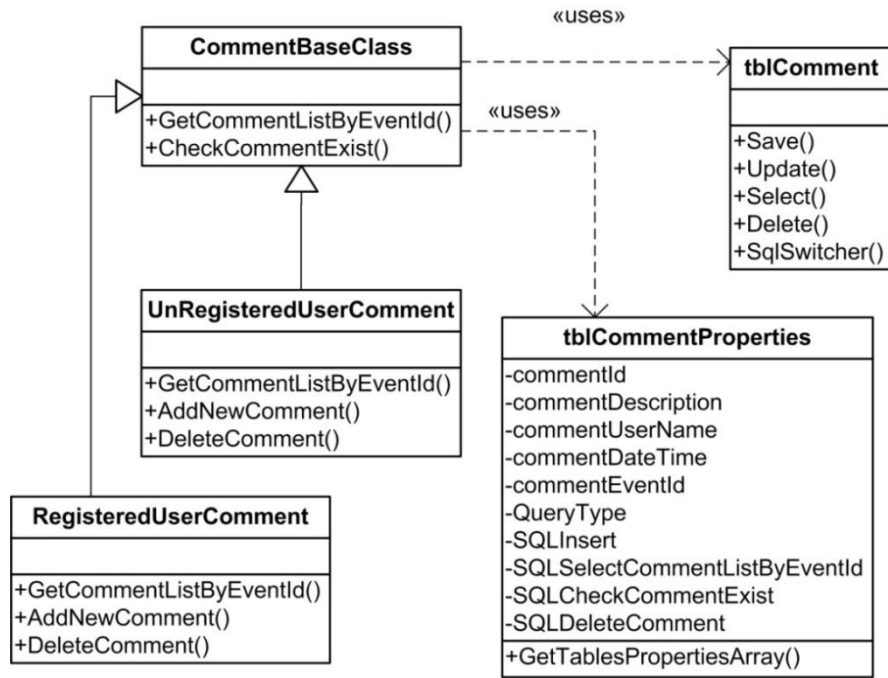 «uses»
CommentBaseClass
+GetCommentListByEventId()
+CheckCommentExist()
«uses»
tblComment
+Save()
+Update()
+Select()
+Delete()
+SqlSwitcher()
UnRegisteredUserComment
+GetCommentListByEventId()
+AddNewComment()
+DeleteComment()
tblCommentProperties
-commentId
-commentDescription
-commentUserName
-commentDateTime
-commentEventId
-QueryType
-SQLInsert
-SQLSelectCommentListByEventId
-SQLCheckCommentExist
-SQLDeleteComment
+GetTablesPropertiesArray()
RegisteredUserComment
+GetCommentListByEventId()
+AddNewComment()
+DeleteComment()